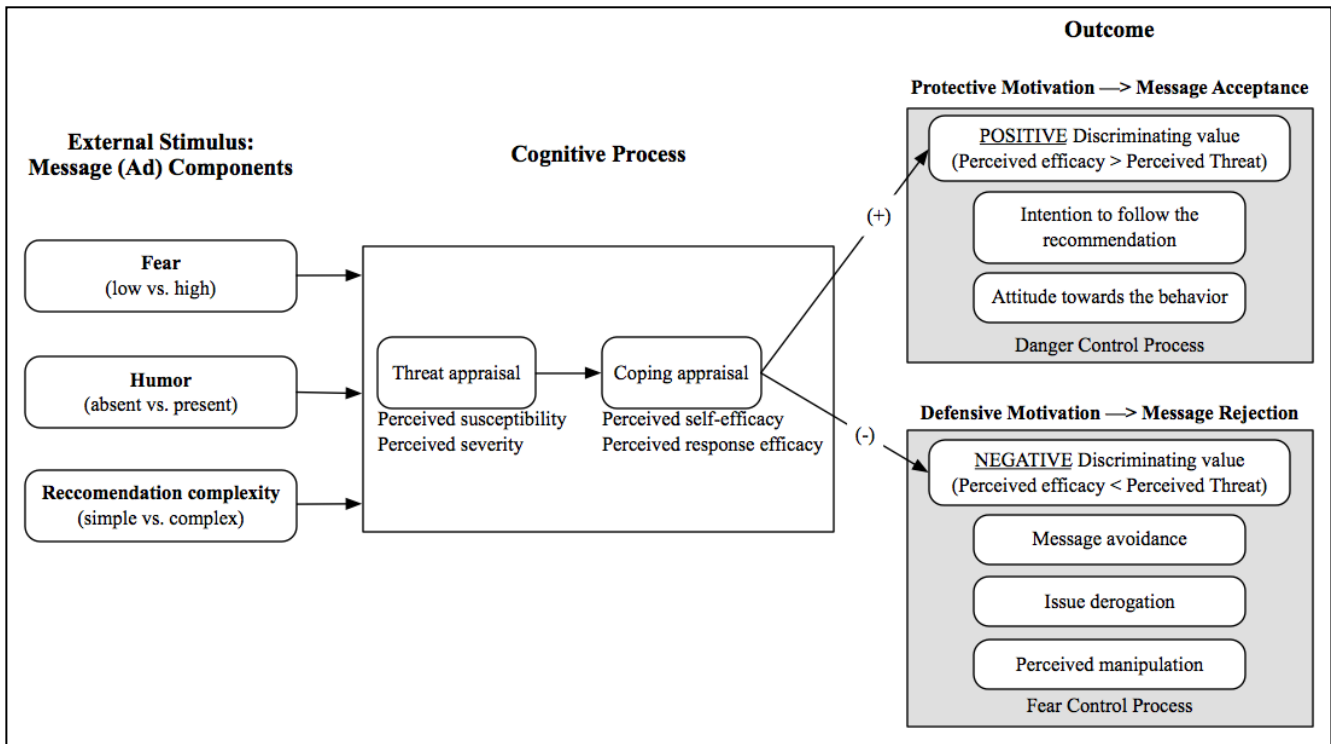 External Stimulus:
Message (Ad) Components
Fear
(low vs. high)
Humor
(absent vs. present)
Reccomendation complexity
(simple vs. complex)
Cognitive Process
Threat appraisal
Perceived susceptibility
Perceived severity
Coping appraisal
Perceived self-efficacy
Perceived response efficacy
(+)
(-)
Outcome
Protective Motivation —> Message Acceptance
POSITIVE Discriminating value
(Perceived efficacy > Perceived Threat)
Intention to follow the
recommendation
Attitude towards the behavior
Danger Control Process
Defensive Motivation —> Message Rejection
NEGATIVE Discriminating value
(Perceived efficacy < Perceived Threat)
Message avoidance
Issue derogation
Perceived manipulation
Fear Control Process